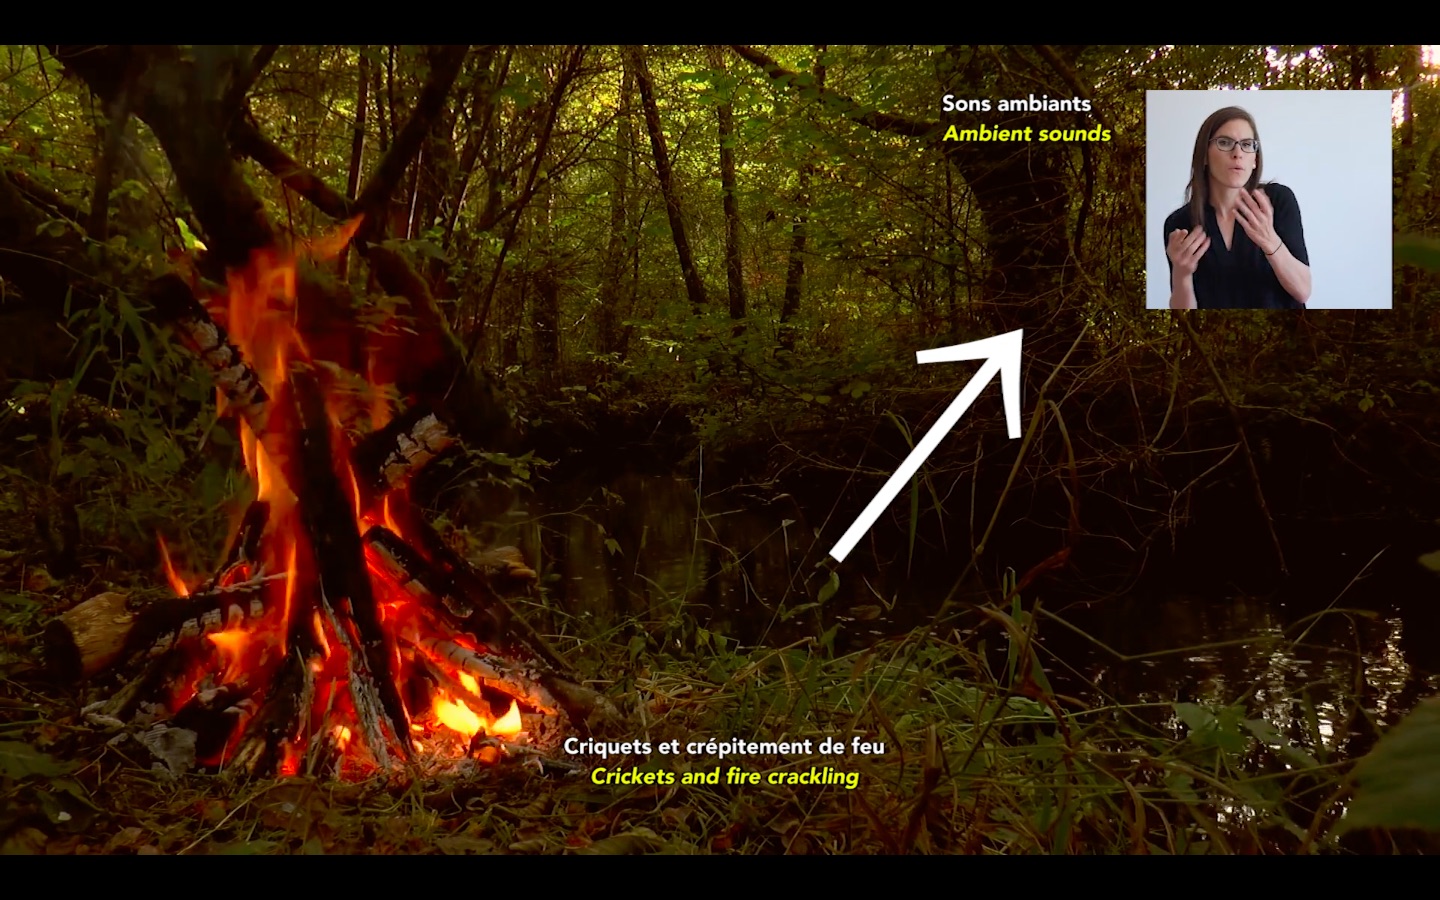 Sons ambiants
Ambient sounds
Criquets et crépitement de feu
Crickets and fire crackling